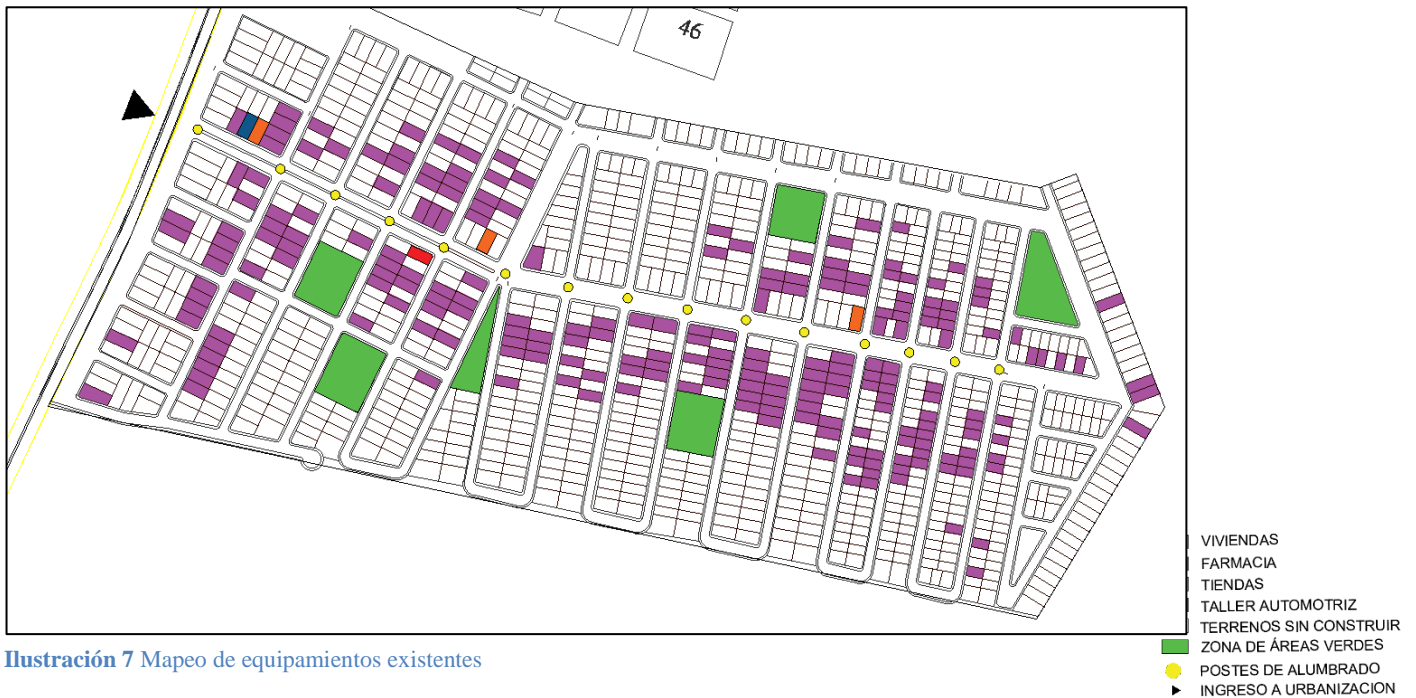 46
VIVIENDAS
FARMACIA
TIENDAS
TALLER AUTOMOTRIZ
TERRENOS SIN CONSTRUIR
ZONA DE ÁREAS VERDES
POSTES DE ALUMBRADO
INGRESO A URBANIZACION
Ilustración 7 Mapeo de equipamientos existentes